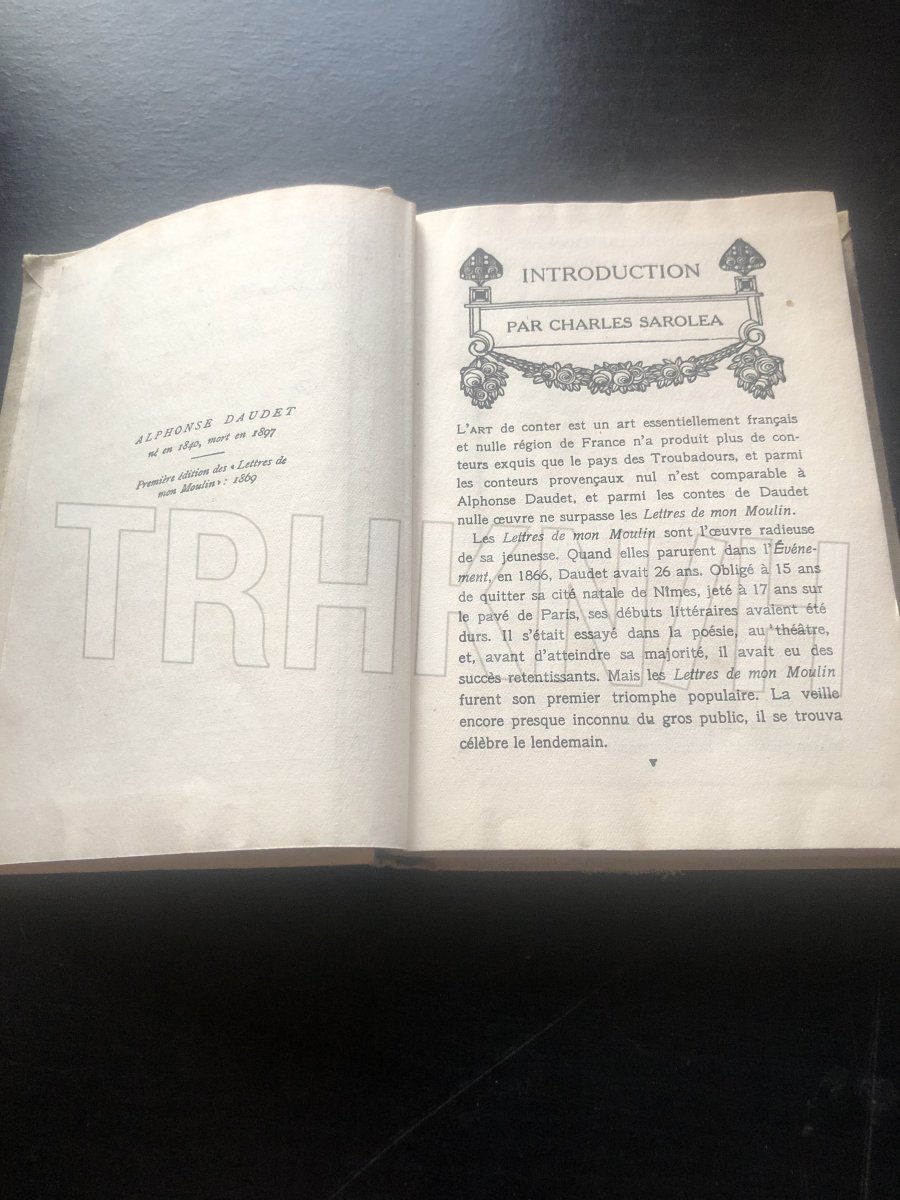 ALPHONSE DAUDET
né en 1840, mort en 1897
Première édition des « Lettres de
mon Moulin » : 1869
INTRODUCTION
PAR CHARLES SAROLEA
L'ART de conter est un art essentiellement français
et nulle région de France n'a produit plus de con-
teurs exquis que le pays des Troubadours, et parmi
les conteurs provençaux nul n'est comparable à
Alphonse Daudet, et parmi les contes de Daudet
nulle œuvre ne surpasse les Lettres de mon Moulin.
Les Lettres de mon Moulin sont l'œuvre radieuse
de sa jeunesse. Quand elles parurent dans l'Événe-
ment, en 1866, Daudet avait 26 ans. Obligé à 15 ans
de quitter sa cité natale de Nîmes, jeté à 17 ans sur
le pavé de Paris, ses débuts littéraires avaient été
durs. Il s'était essayé dans la poésie, au théâtre,
et, avant d'atteindre sa majorité, il avait eu des
succès retentissants. Mais les Lettres de mon Moulin
furent son premier triomphe populaire. La veille
encore presque inconnu du gros public, il se trouva
célèbre le lendemain.